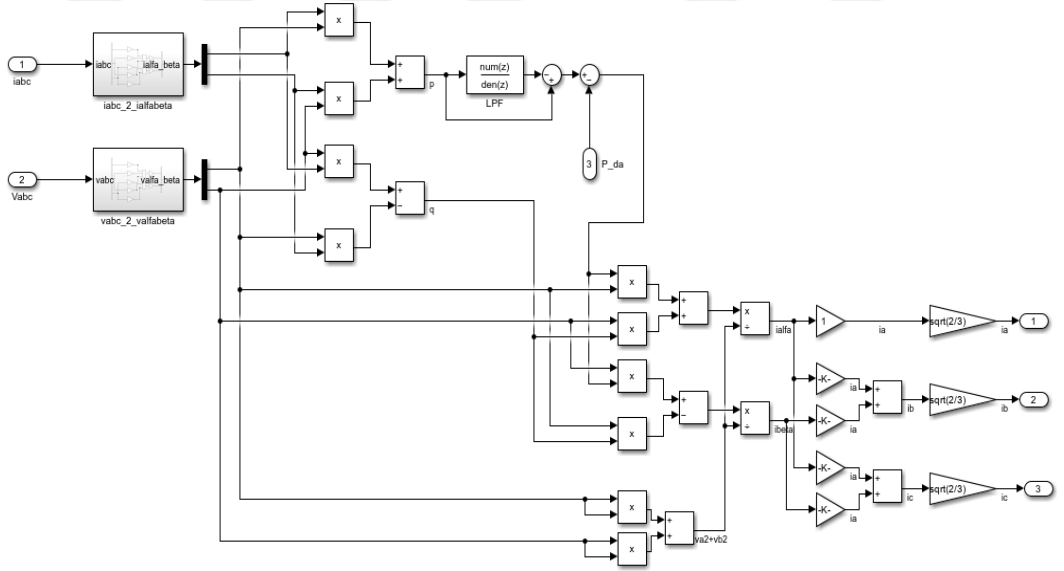 x
1
iabc
iabc
ialfa_beta
iabc_2_ialfabeta
+
+
p
num(z)
den(z)
LPF
−
+
+
−
x
3
P_da
x
2
Vabc
vabc
valfa_beta
vabc_2_valfabeta
+
−
q
x
x
+
+
x
÷
ialfa
1
ia
sqrt(2/3)
ia
1
x
x
+
−
x
÷
ibeta
-K-
ia
+
+
ib
sqrt(2/3)
ib
2
-K-
ia
x
-K-
ia
+
+
ic
sqrt(2/3)
ic
3
-K-
ia
x
+
+
va2+vb2
x